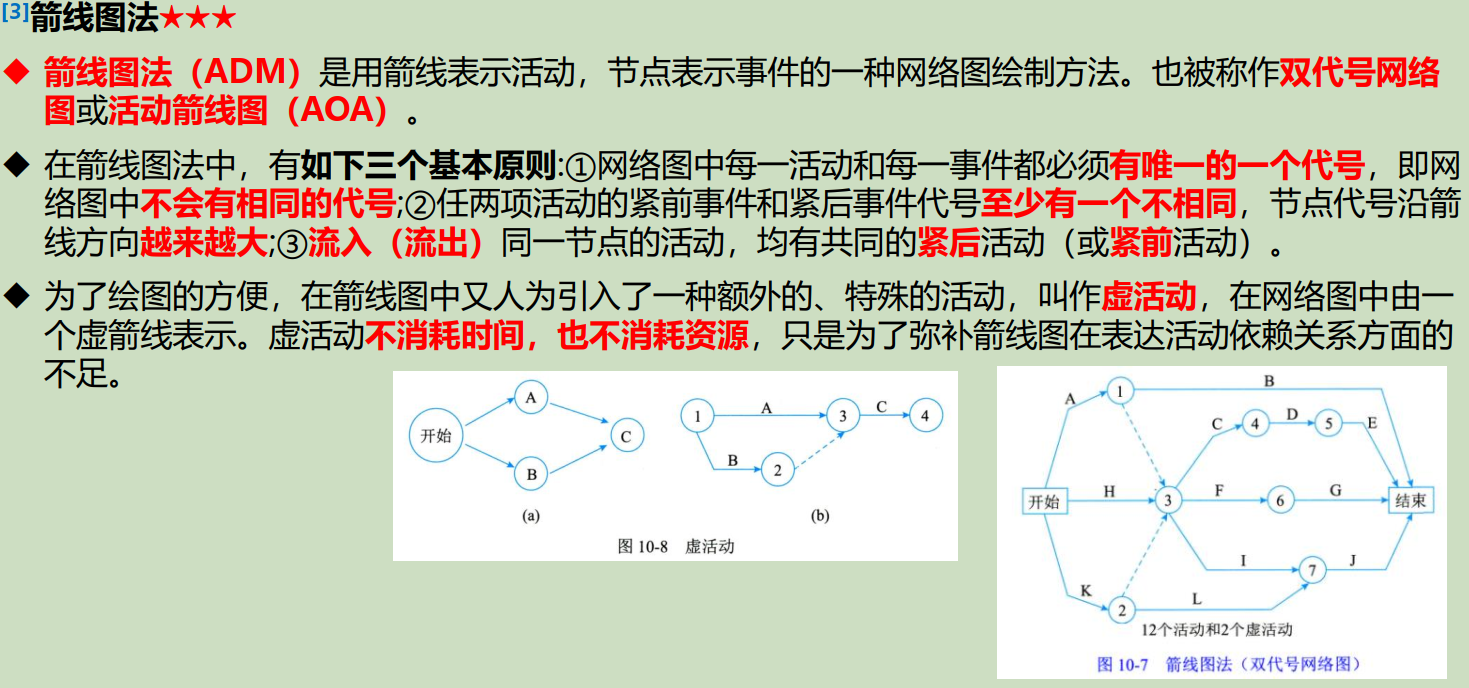 [3]箭线图法★★★
◆ 箭线图法（ADM）是用箭线表示活动，节点表示事件的一种网络图绘制方法。也被称作双代号网络
图或活动箭线图（AOA）。
◆ 在箭线图法中，有如下三个基本原则:①网络图中每一活动和每一事件都必须有唯一的一个代号，即网
络图中不会有相同的代号;②任两项活动的紧前事件和紧后事件代号至少有一个不相同，节点代号沿箭
线方向越来越大;③流入（流出）同一节点的活动，均有共同的紧后活动（或紧前活动）。
◆ 为了绘图的方便，在箭线图中又人为引入了一种额外的、特殊的活动，叫作虚活动，在网络图中由一
个虚箭线表示。虚活动不消耗时间，也不消耗资源，只是为了弥补箭线图在表达活动依赖关系方面的
不足。
A
开始
C
B
(a)
1
A
3
C
4
B
2
(b)
图 10-8 虚活动
B
A
1
C
4
D
5
E
开始
H
3
F
6
G
结束
I
7
J
K
2
L
12个活动和2个虚活动
图 10-7 箭线图法（双代号网络图）